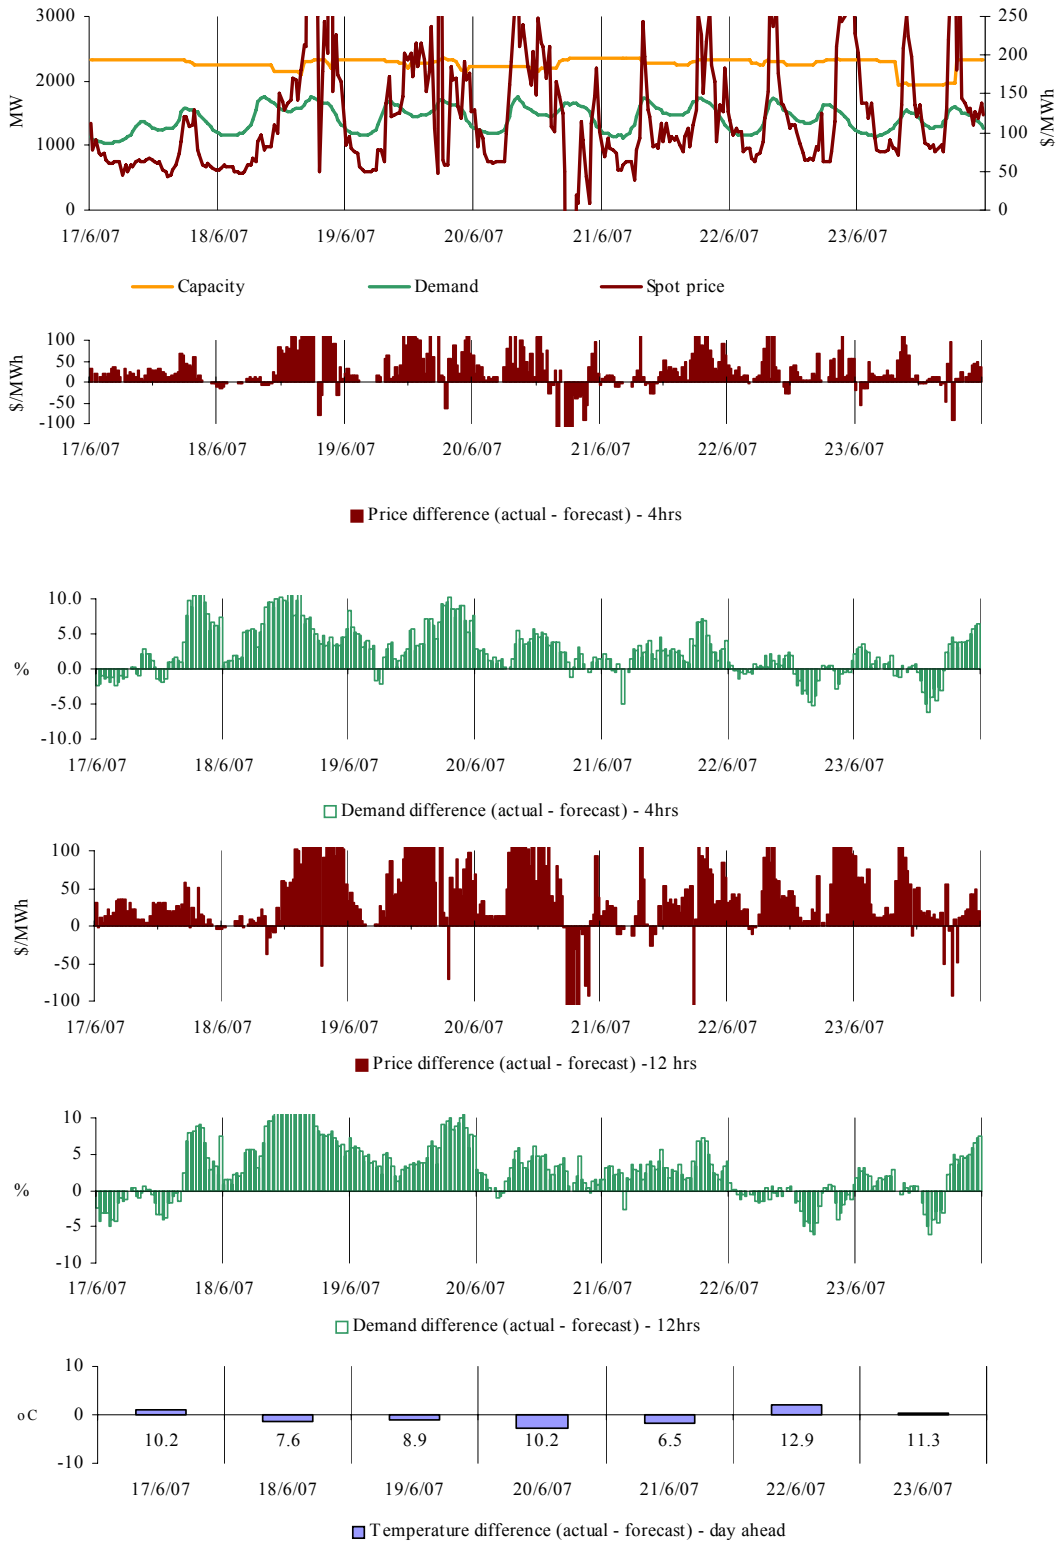 3000
2000
1000
0
MW
250
200
150
100
50
0
$/MWh
17/6/07 18/6/07 19/6/07 20/6/07 21/6/07 22/6/07 23/6/07
Capacity Demand Spot price
100
50
0
-50
-100
$/MWh
17/6/07 18/6/07 19/6/07 20/6/07 21/6/07 22/6/07 23/6/07
Price difference (actual - forecast) - 4hrs
10.0
5.0
0.0
-5.0
-10.0
%
17/6/07 18/6/07 19/6/07 20/6/07 21/6/07 22/6/07 23/6/07
Demand difference (actual - forecast) - 4hrs
100
50
0
-50
-100
$/MWh
17/6/07 18/6/07 19/6/07 20/6/07 21/6/07 22/6/07 23/6/07
Price difference (actual - forecast) -12 hrs
10
5
0
-5
-10
%
17/6/07 18/6/07 19/6/07 20/6/07 21/6/07 22/6/07 23/6/07
Demand difference (actual - forecast) - 12hrs
10
0
-10
oC
10.2 7.6 8.9 10.2 6.5 12.9 11.3
17/6/07 18/6/07 19/6/07 20/6/07 21/6/07 22/6/07 23/6/07
Temperature difference (actual - forecast) - day ahead